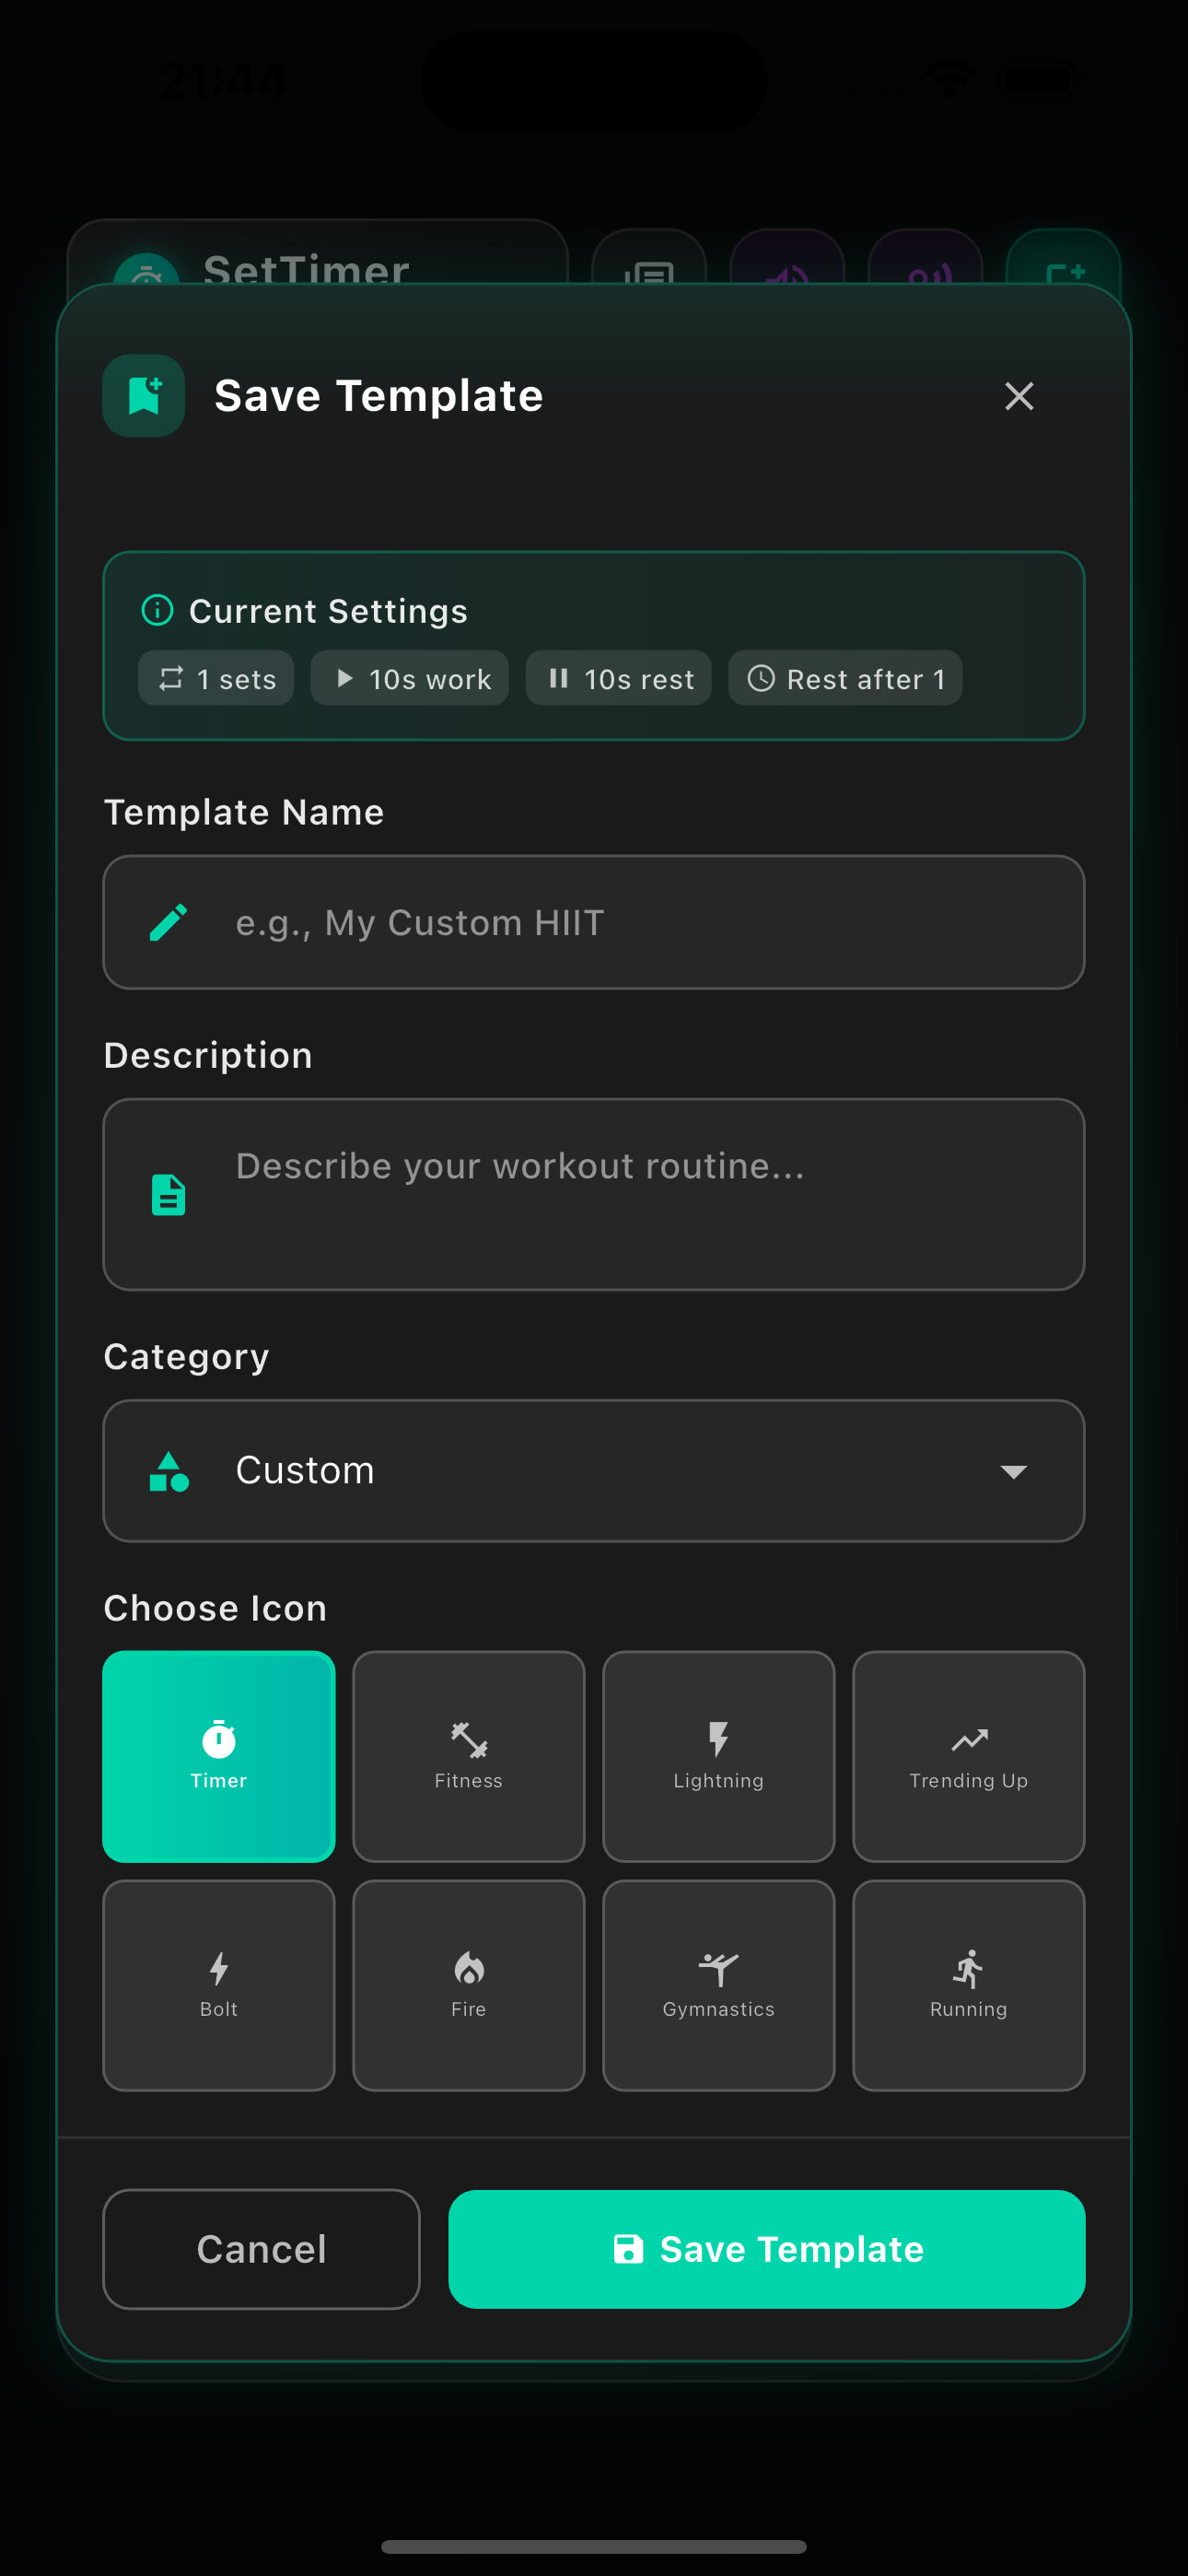 21:44
SetTimer
Save Template
Current Settings
1 sets 10s work 10s rest Rest after 1
Template Name
e.g., My Custom HIIT
Description
Describe your workout routine...
Category
Custom
Choose Icon
Timer Fitness Lightning Trending Up
Bolt Fire Gymnastics Running
Cancel Save Template